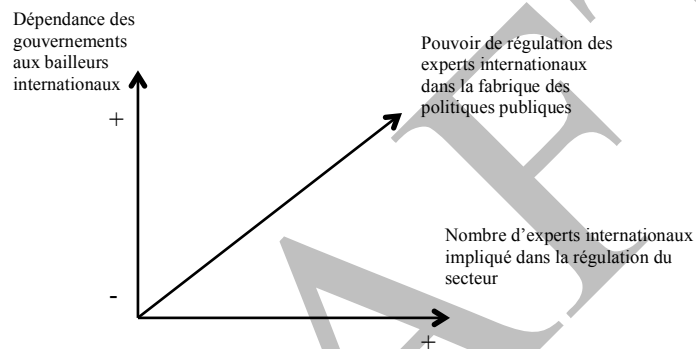 Dépendance des
gouvernements
aux bailleurs
internationaux
+
-
Pouvoir de régulation des
experts internationaux
dans la fabrique des
politiques publiques
Nombre d'experts internationaux
impliqué dans la régulation du
secteur
+